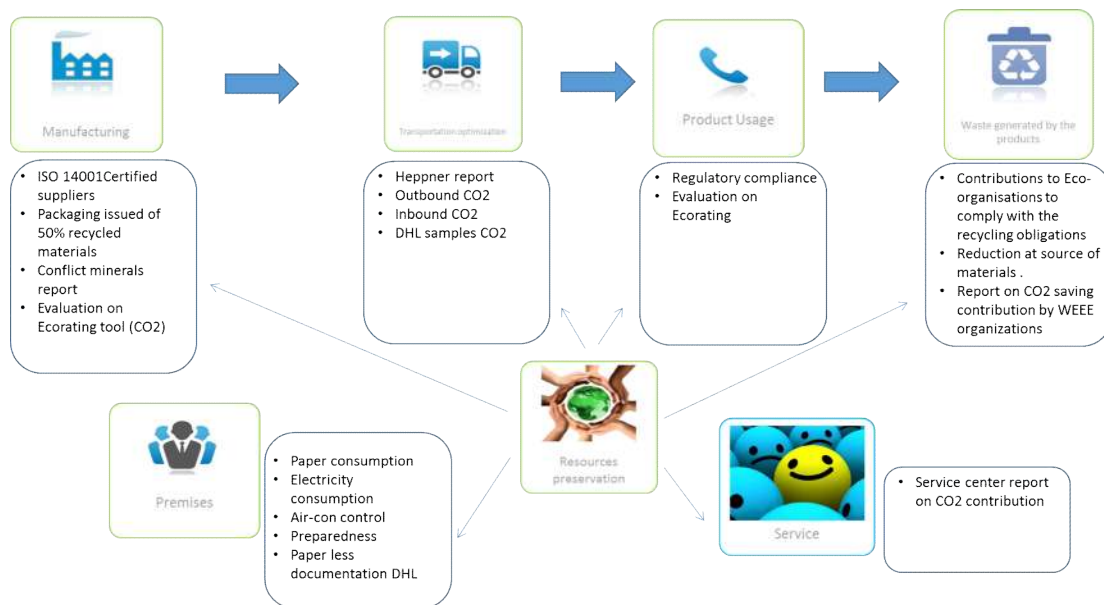 Manufacturing
• ISO 14001Certified
suppliers
• Packaging issued of
50% recycled
materials
• Conflict minerals
report
• Evaluation on
Ecorating tool (CO2)
Transportation optimisation
• Heppner report
• Outbound CO2
• Inbound CO2
• DHL samples CO2
Product Usage
• Regulatory compliance
• Evaluation on
Ecorating
Waste generated by the
products
• Contributions to Eco-
organisations to
comply with the
recycling obligations
• Reduction at source of
materials .
• Report on CO2 saving
contribution by WEEE
organizations
Premises
• Paper consumption
• Electricity
consumption
• Air-con control
• Preparedness
• Paper less
documentation DHL
Resources
preservation
Service
• Service center report
on CO2 contribution